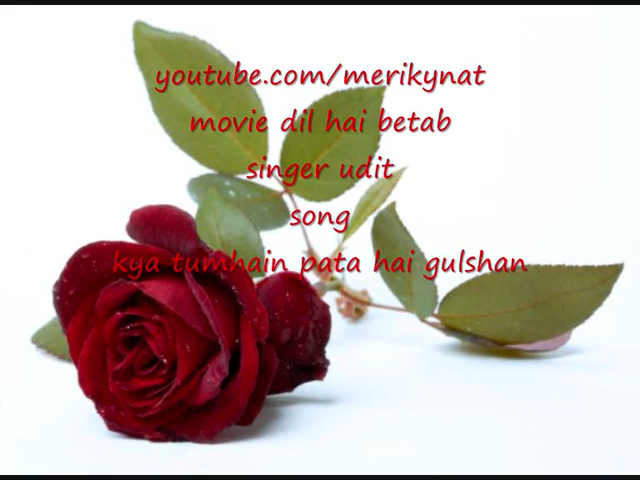 youtube.com/merikynat
movie dil hai betab
singer udit
song
kya tumhain pata hai gulshan